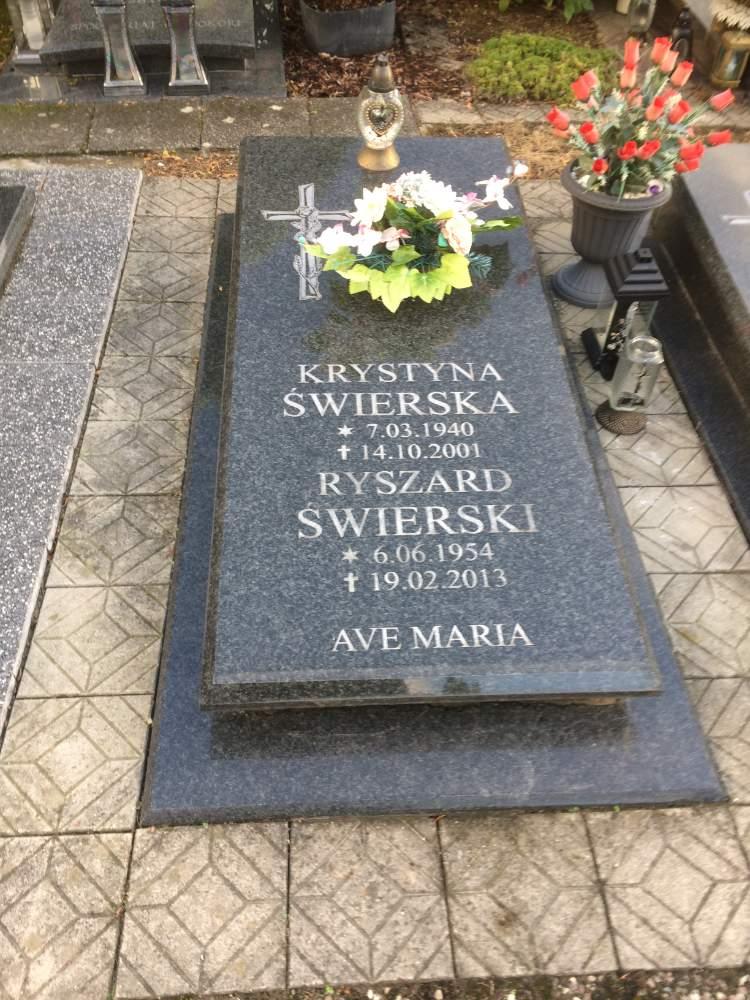 KRYSTYNA
ŚWIERSKA
* 7.03.1940
✝ 14.10.2001
RYSZARD
ŚWIERSKI
* 6.06.1954
✝ 19.02.2013
AVE MARIA